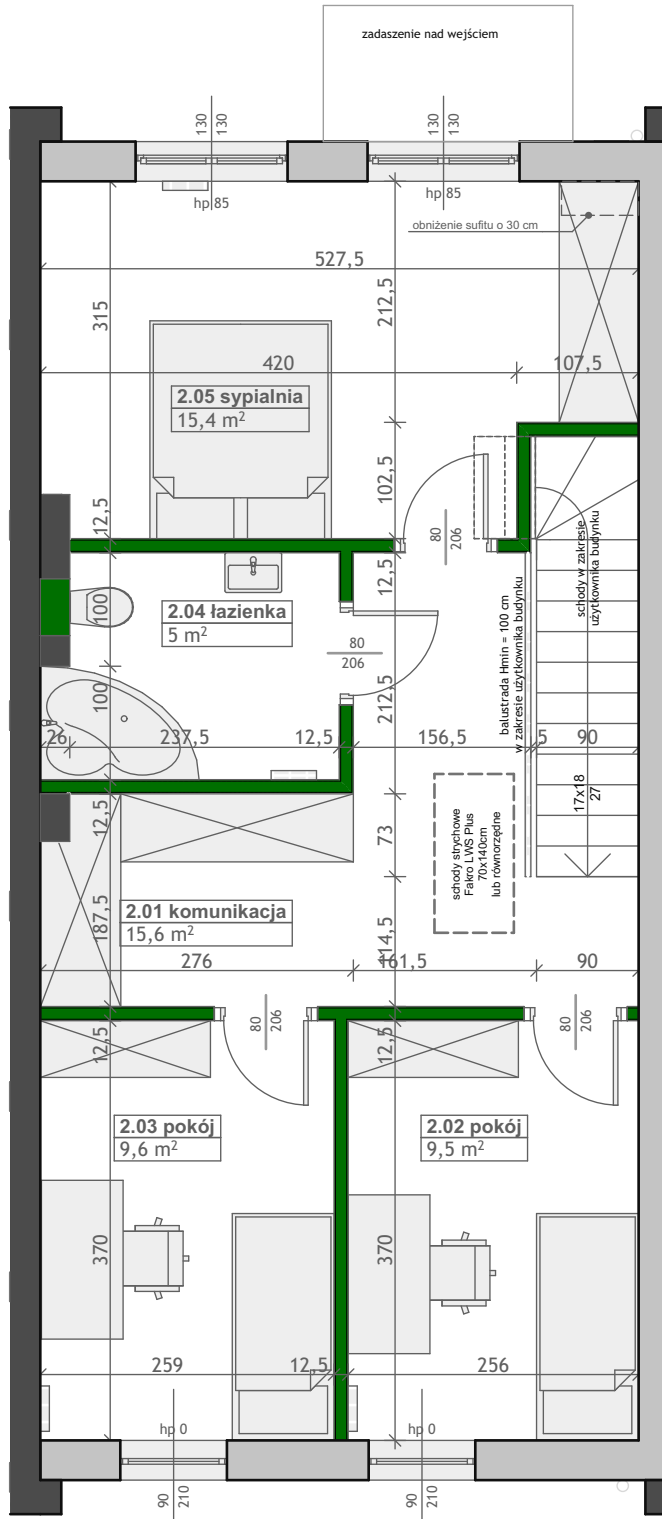 zadaszenie nad wejściem
130
130
130
130
hp 85
hp 85
obniżenie sufitu o 30 cm
527,5
315
212,5
420
107,5
2.05 sypialnia
15,4 m²
102,5
12,5
80
206
schody w zakresie
użytkownika budynku
12,5
100
2.04 łazienka
5 m²
80
206
balustrada Hmin = 100 cm
w zakresie użytkownika budynku
100
212,5
26
237,5
12,5
156,5
5
90
12,5
73
schody strychowe
Fakro LWS Plus
70x140cm
lub równorzędne
17x18
27
187,5
2.01 komunikacja
15,6 m²
114,5
276
161,5
90
80
206
80
206
12,5
12,5
2.03 pokój
9,6 m²
2.02 pokój
9,5 m²
370
370
259
12,5
256
hp 0
hp 0
90
210
90
210